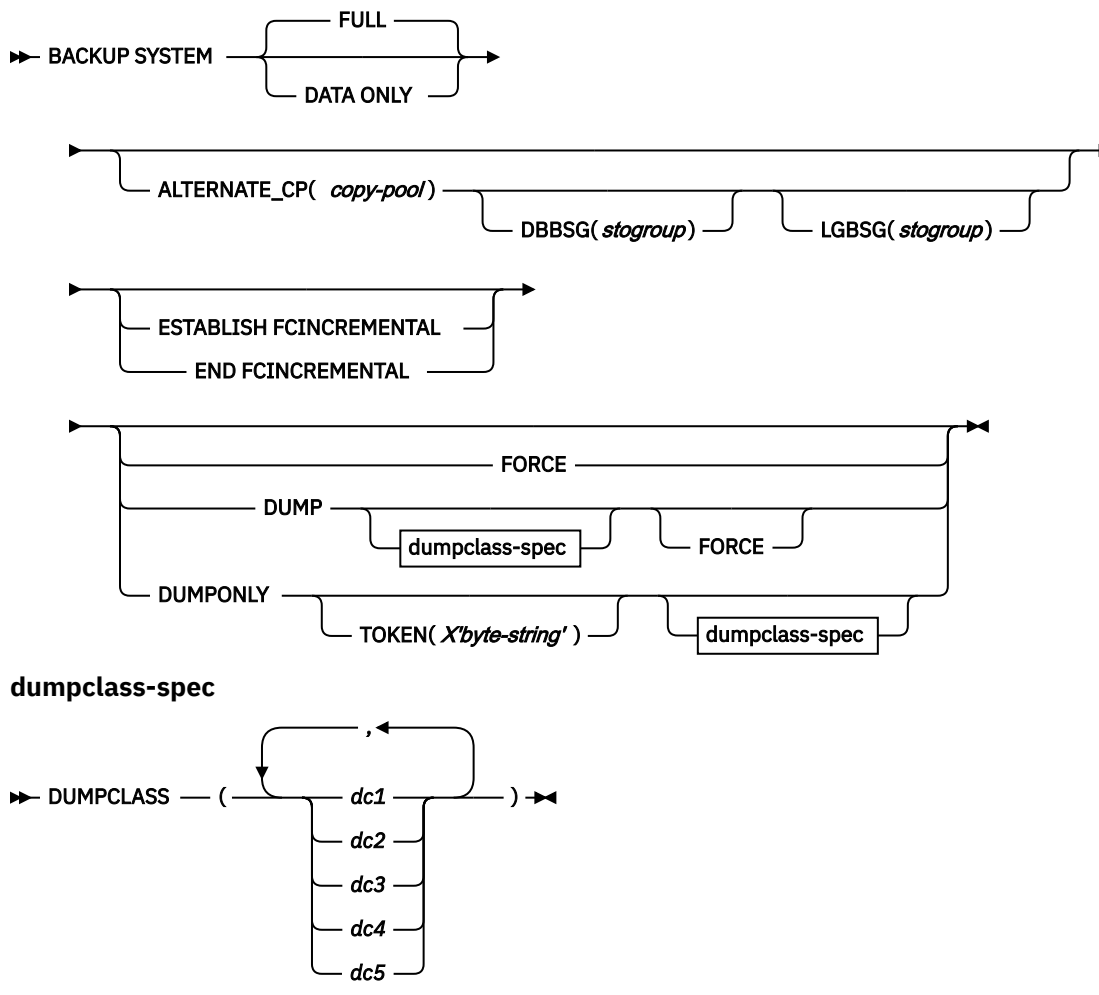 FULL
BACKUP SYSTEM
DATA ONLY
ALTERNATE_CP( copy-pool )
DBBSG( stogroup )
LGBSG( stogroup )
ESTABLISH FCINCREMENTAL
END FCINCREMENTAL
FORCE
DUMP
dumpclass-spec
FORCE
DUMPONLY
TOKEN( X'byte-string' )
dumpclass-spec
dumpclass-spec
,
DUMPCLASS ( dc1 )
dc2
dc3
dc4
dc5